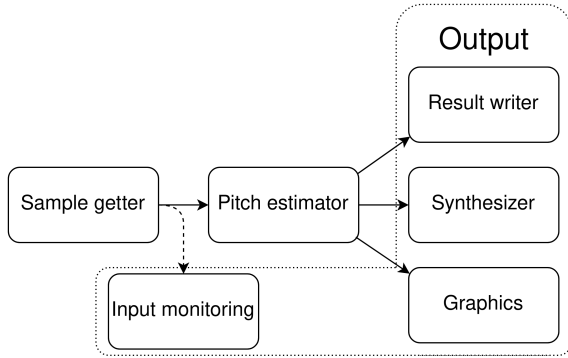 Output
Result writer
Sample getter
Pitch estimator
Synthesizer
Input monitoring
Graphics